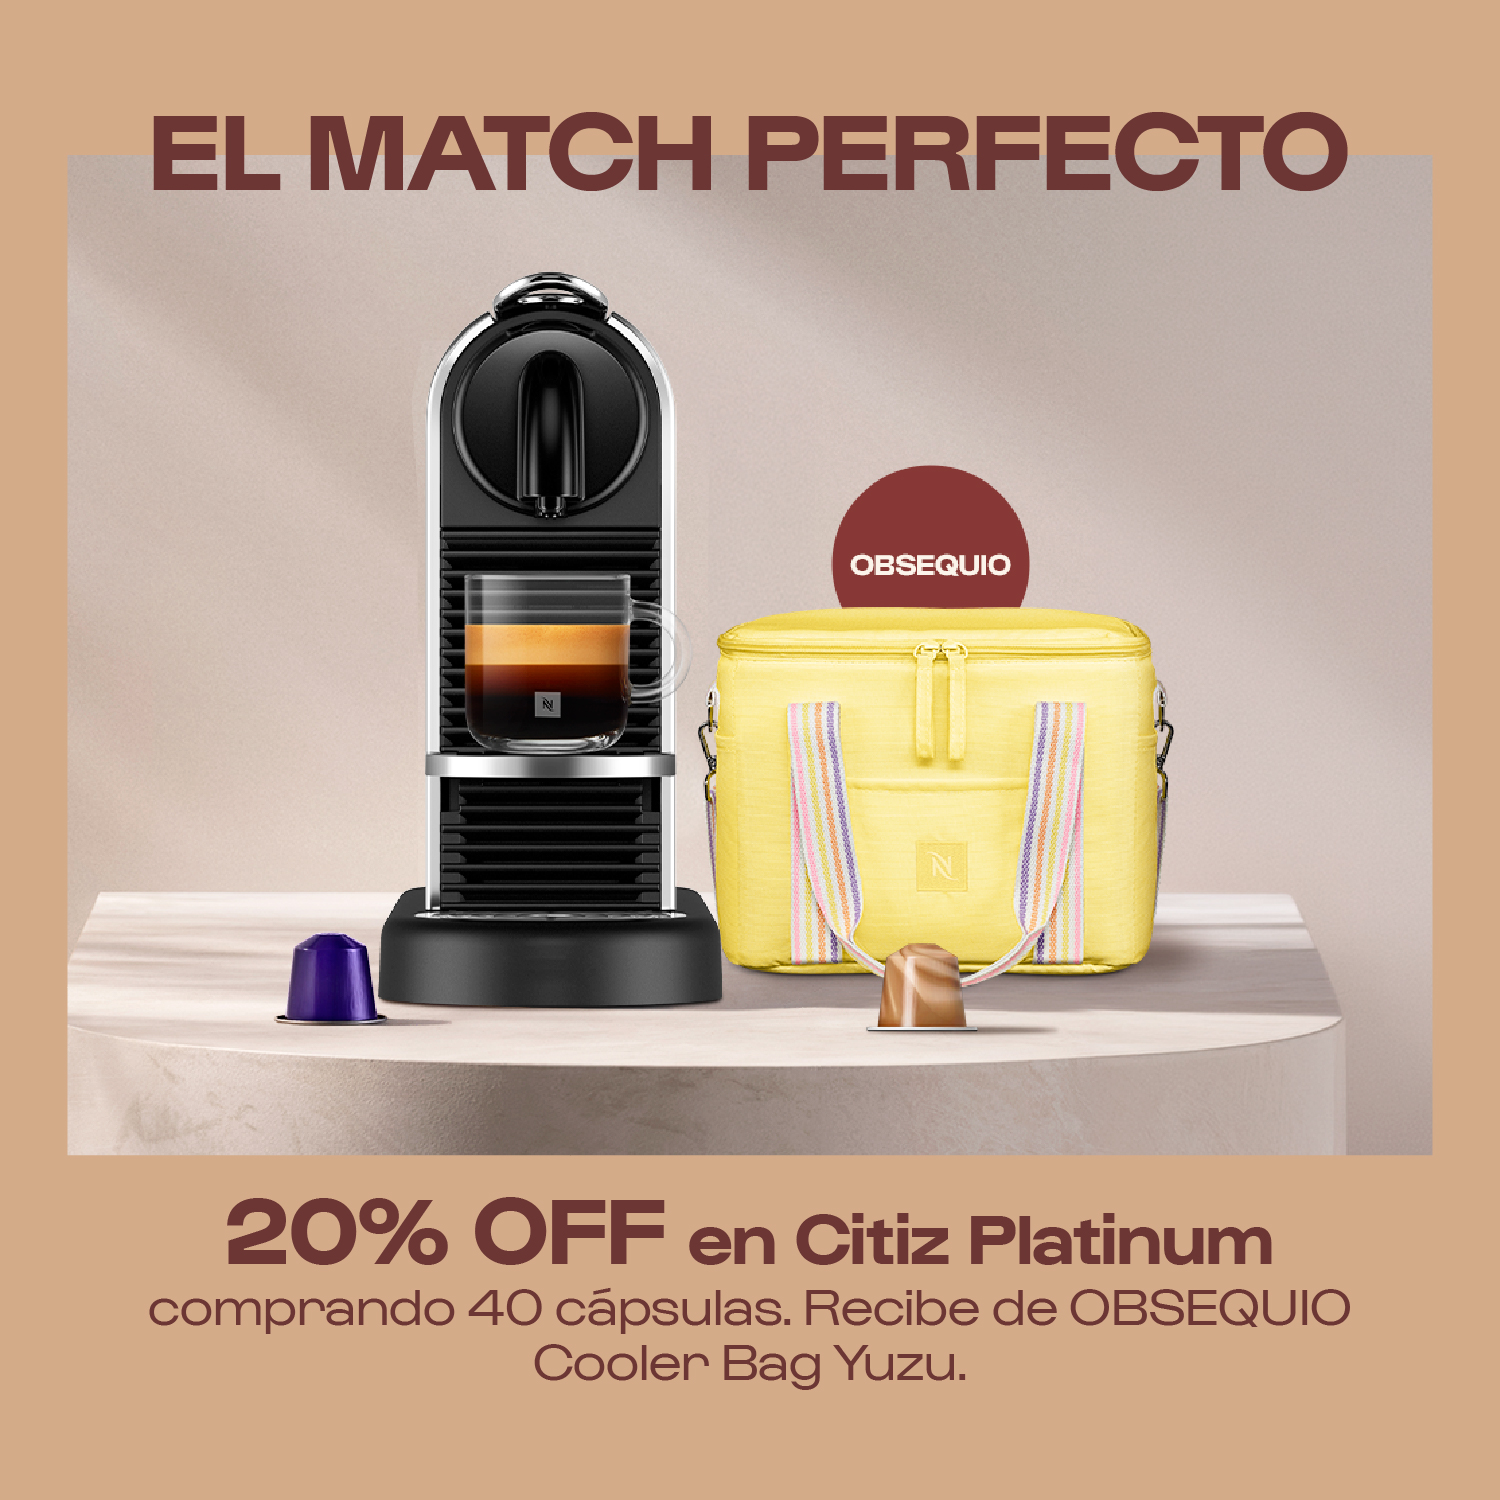 EL MATCH PERFECTO
OBSEQUIO
N
N
20% OFF en Citiz Platinum
comprando 40 cápsulas. Recibe de OBSEQUIO
Cooler Bag Yuzu.